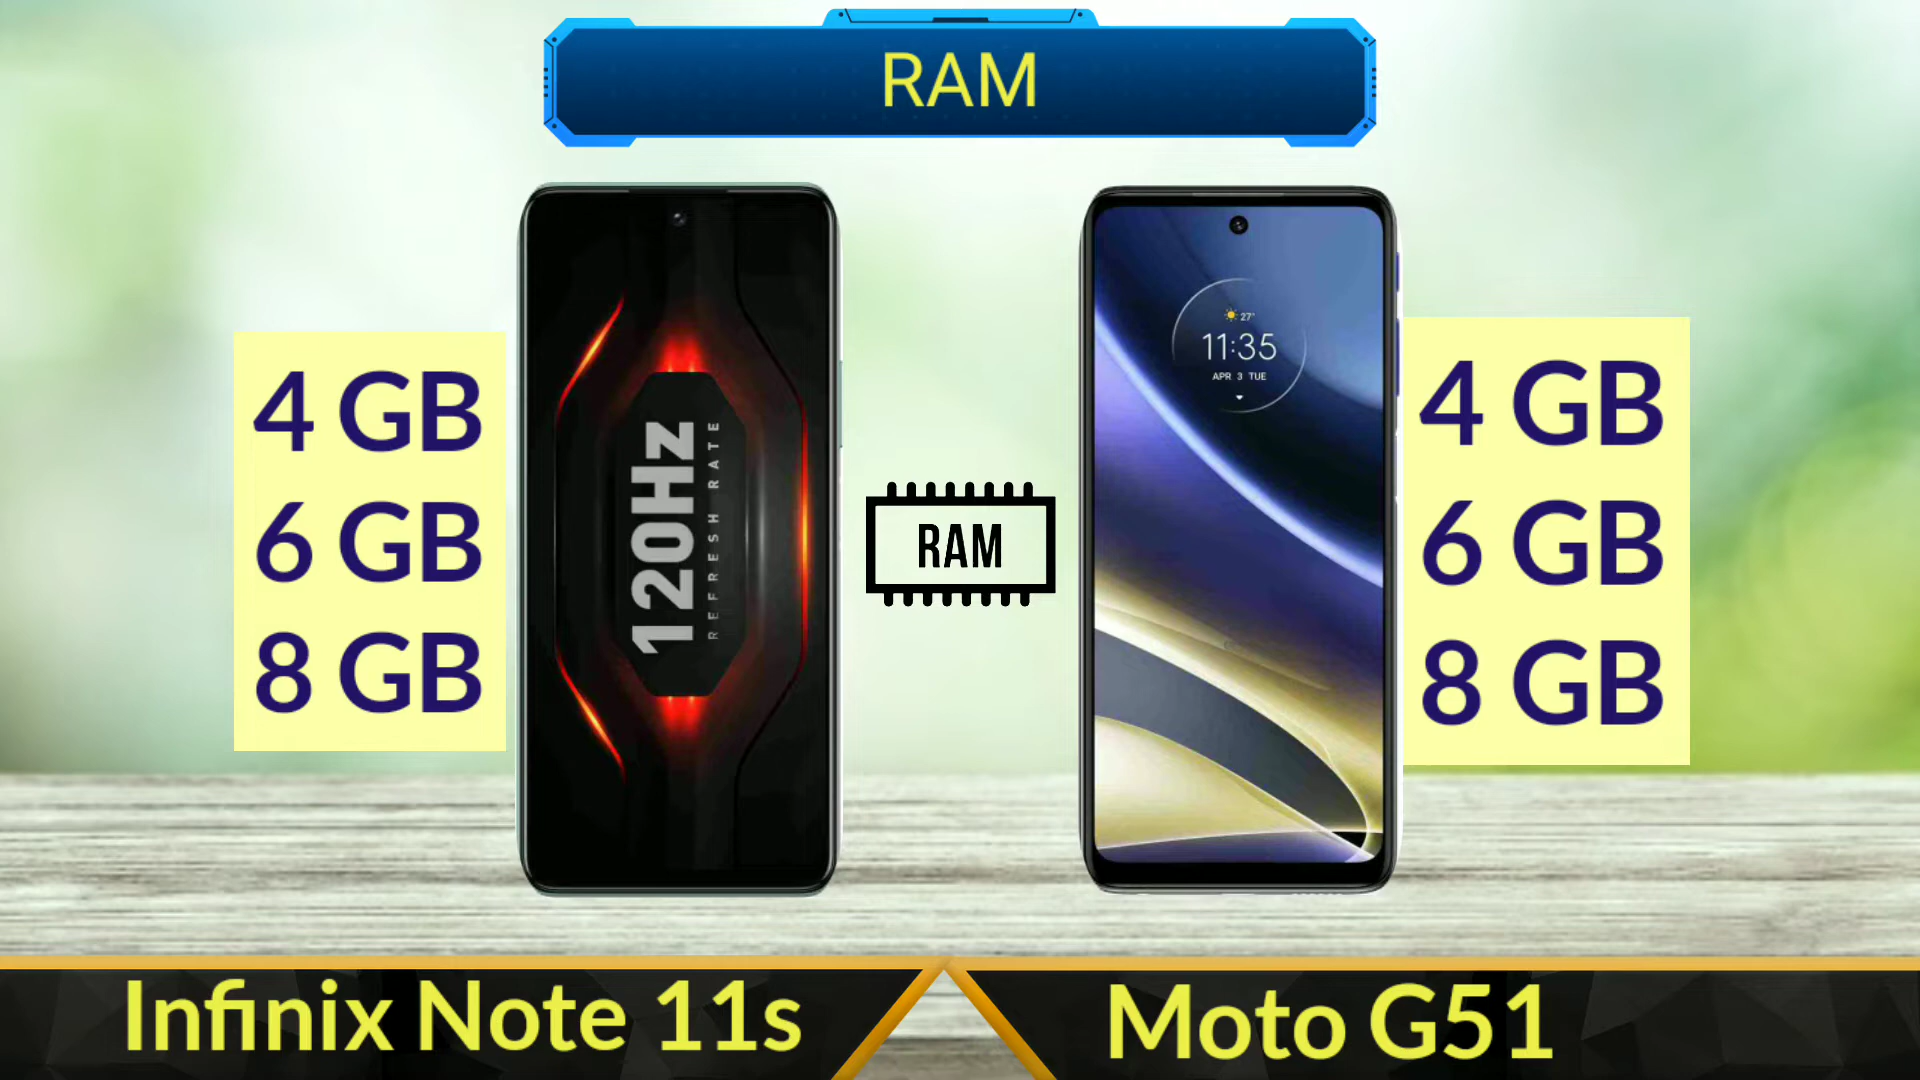 RAM
4 GB
6 GB
8 GB
120Hz
REFRESH RATE
RAM
27°
11:35
APR 3 TUE
4 GB
6 GB
8 GB
Infinix Note 11s
Moto G51